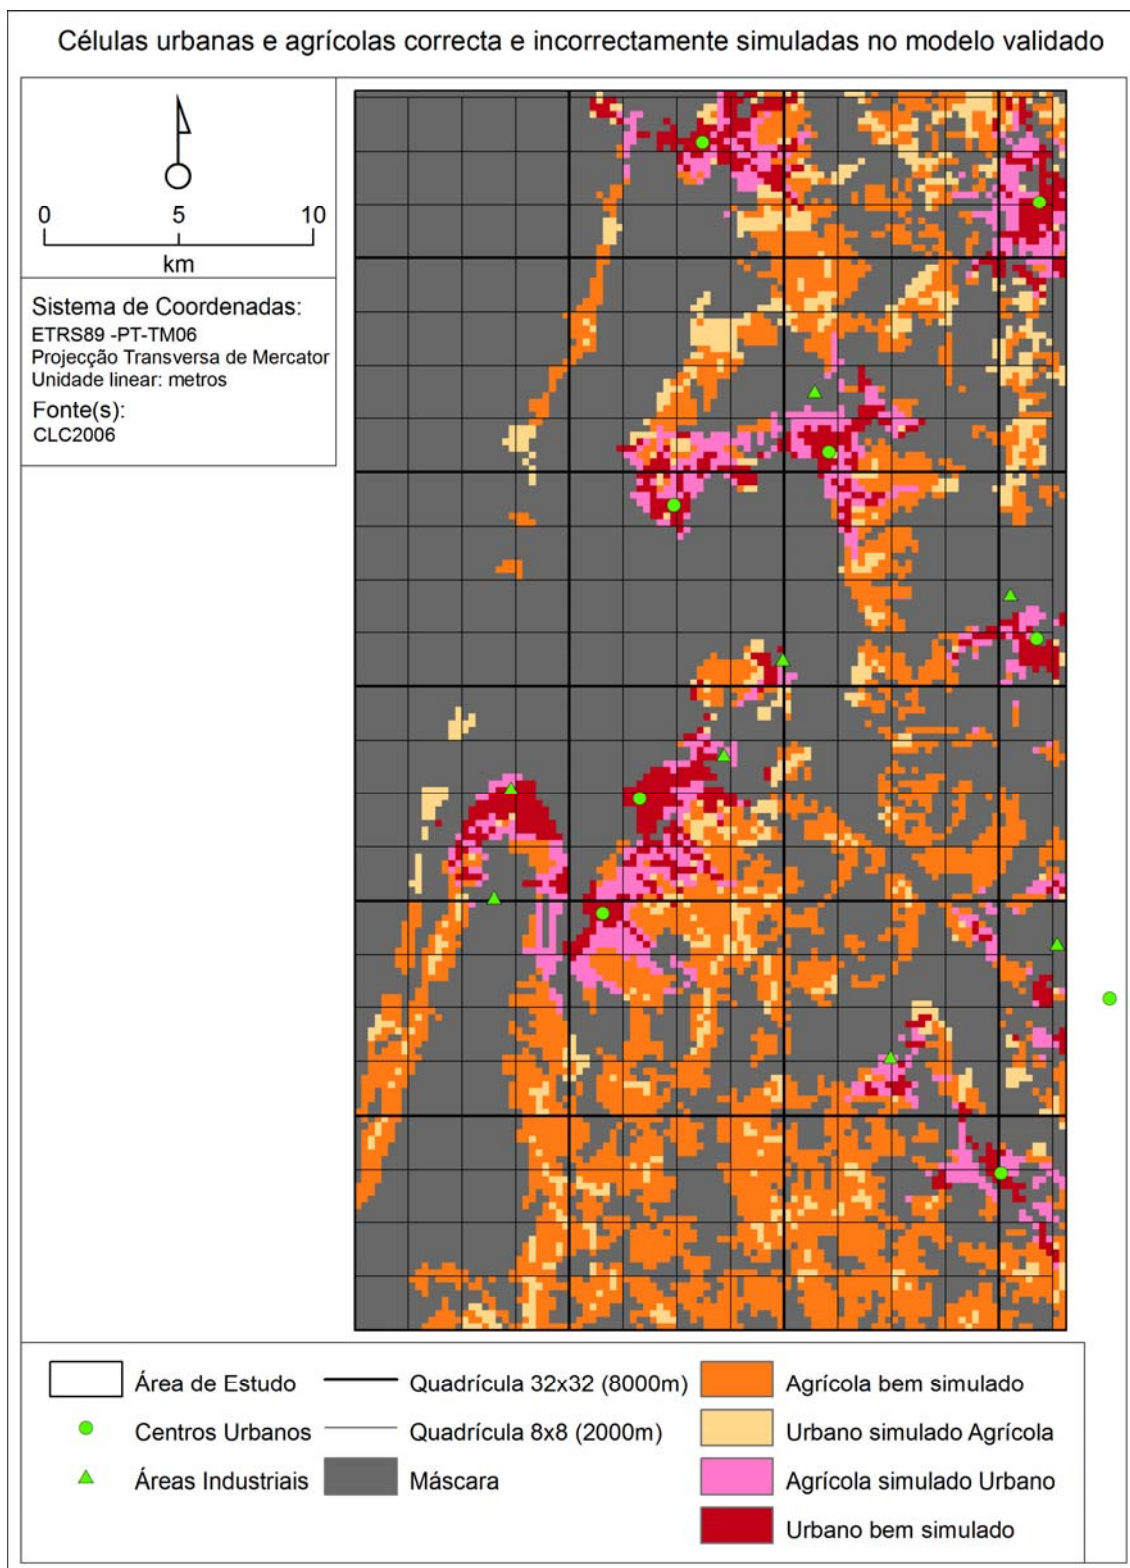 Células urbanas e agrícolas correcta e incorrectamente simuladas no modelo validado
0 5 10
km
Sistema de Coordenadas:
ETRS89 -PT-TM06
Projecção Transversa de Mercator
Unidade linear: metros
Fonte(s):
CLC2006
Área de Estudo
Centros Urbanos
Áreas Industriais
Quadrícula 32x32 (8000m)
Quadrícula 8x8 (2000m)
Máscara
Agrícola bem simulado
Urbano simulado Agrícola
Agrícola simulado Urbano
Urbano bem simulado